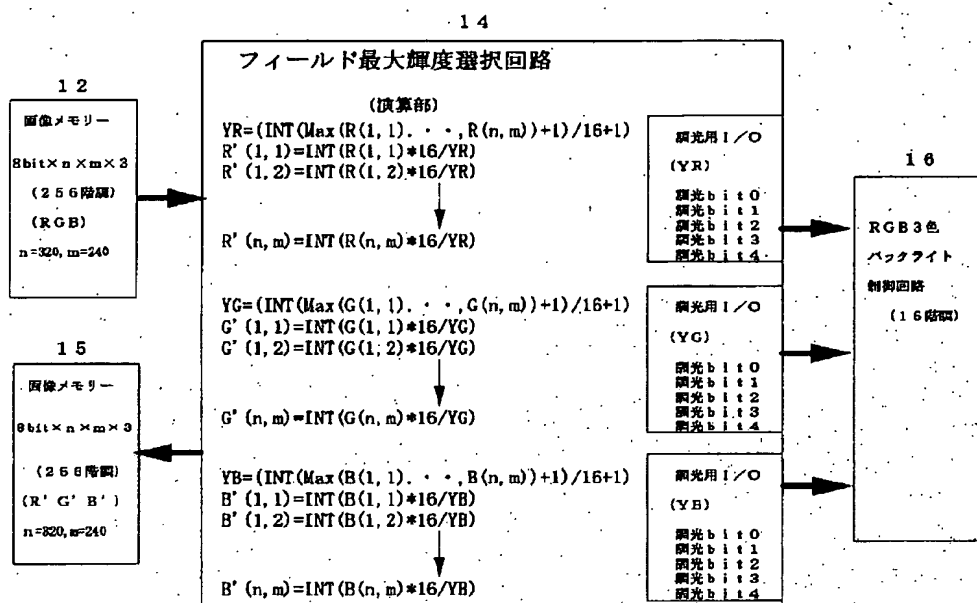 14
フィールド最大輝度選択回路
(演算部)
YR=(INT(Max(R(1,1). ・・,R(n,m))+1)/16+1)
R'(1,1)=INT(R(1,1)*16/YR)
R'(1,2)=INT(R(1,2)*16/YR)
R'(n,m)=INT(R(n,m)*16/YR)
YG=(INT(Max(G(1,1). ・・,G(n,m))+1)/16+1)
G'(1,1)=INT(G(1,1)*16/YG)
G'(1,2)=INT(G(1,2)*16/YG)
G'(n,m)=INT(G(n,m)*16/YG)
YB=(INT(Max(B(1,1). ・・,B(n,m))+1)/16+1)
B'(1,1)=INT(B(1,1)*16/YB)
B'(1,2)=INT(B(1,2)*16/YB)
B'(n,m)=INT(B(n,m)*16/YB)
12
画像メモリー
8bit×n×m×3
(256階調)
(RGB)
n=320,m=240
15
画像メモリー
8bit×n×m×3
(256階調)
(R'G'B')
n=320,m=240
調光用I/O
(YR)
調光bit0
調光bit1
調光bit2
調光bit3
調光bit4
調光用I/O
(YG)
調光bit0
調光bit1
調光bit2
調光bit3
調光bit4
調光用I/O
(YB)
調光bit0
調光bit1
調光bit2
調光bit3
調光bit4
16
RGB3色
バックライト
制御回路
(16階調)